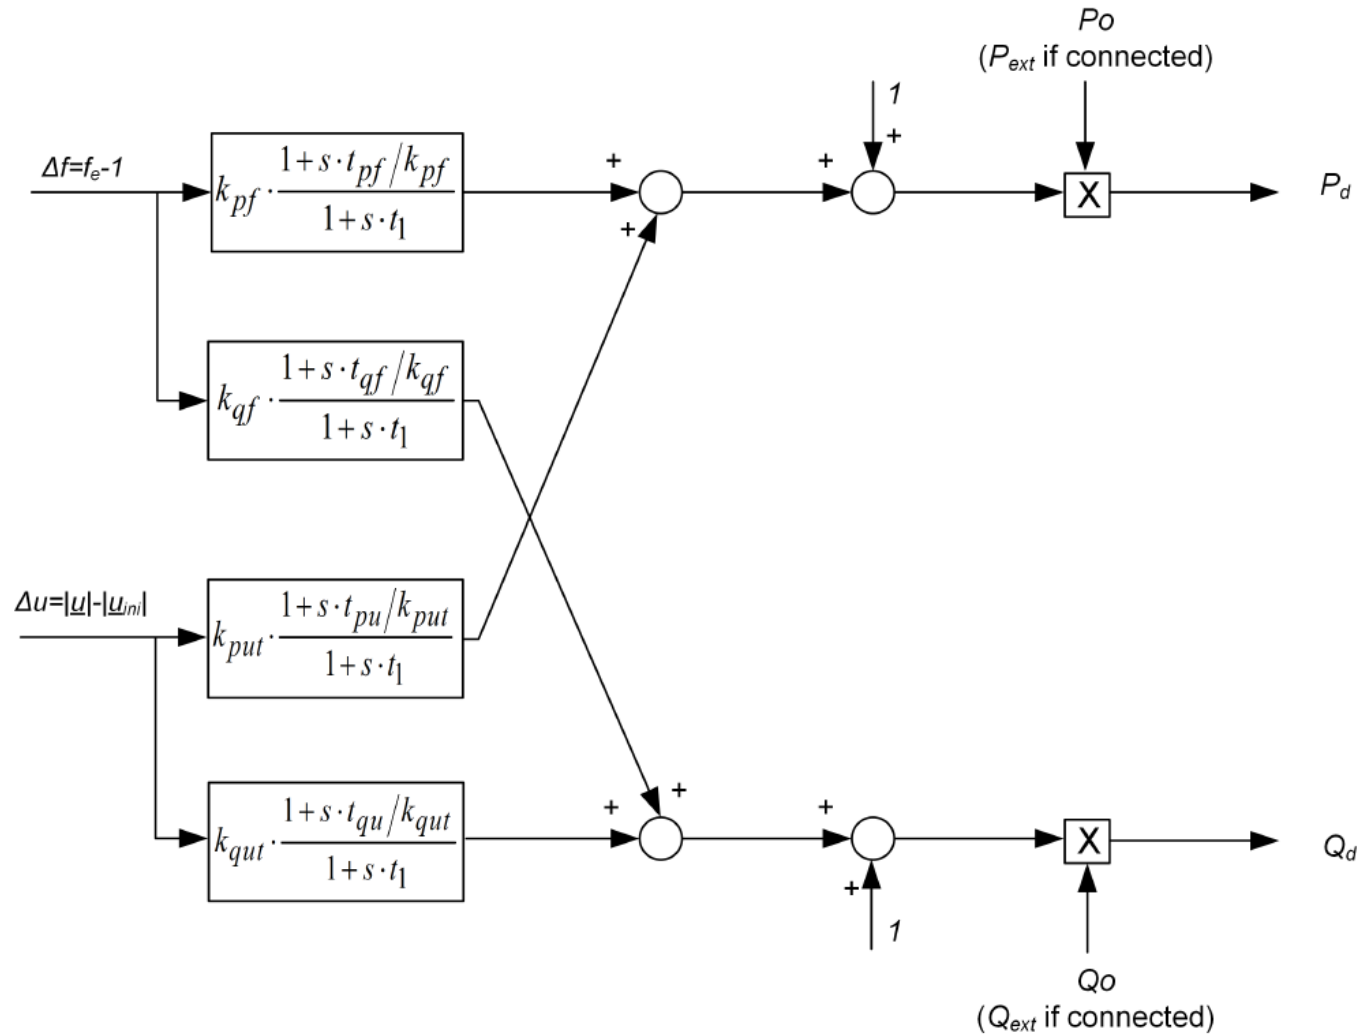 Po
(P_ext if connected)
1
+
Δf=f_e-1
k_pf · (1+s·t_pf/k_pf)/(1+s·t_1)
+
+
+
X
P_d
k_qf · (1+s·t_qf/k_qf)/(1+s·t_1)
Δu=|u|-|u_ini|
k_put · (1+s·t_pu/k_put)/(1+s·t_1)
k_qut · (1+s·t_qu/k_qut)/(1+s·t_1)
+
+
+
+
1
X
Q_d
Qo
(Q_ext if connected)